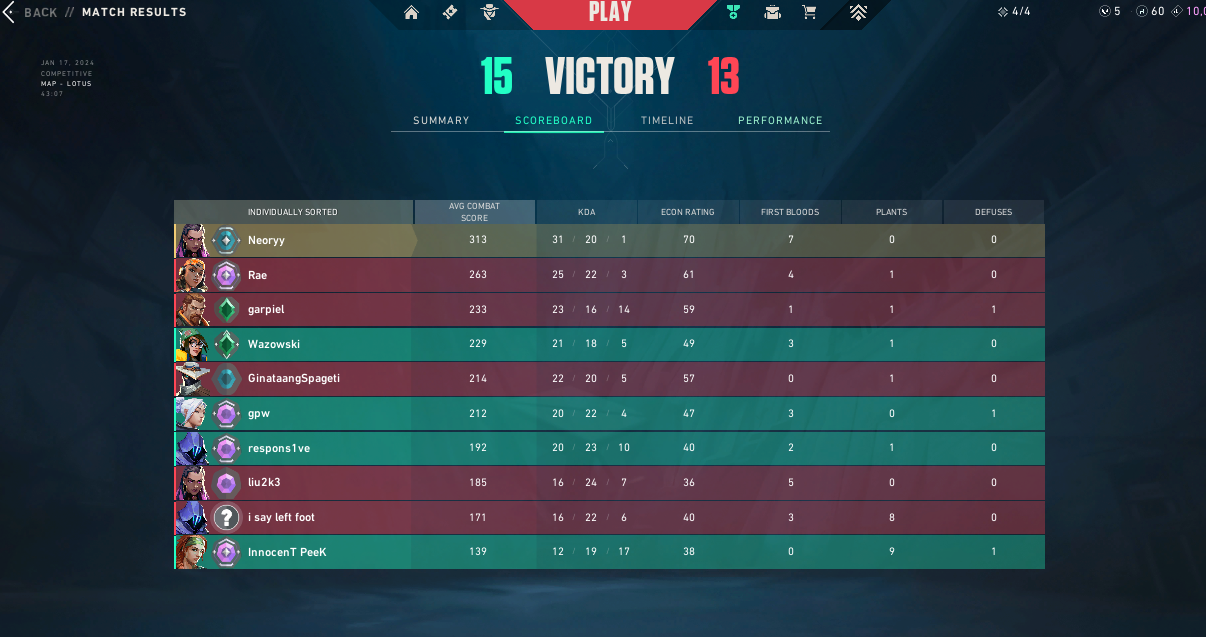 BACK // MATCH RESULTS
PLAY
4/4
5
60
10,0
JAN 17, 2024
COMPETITIVE
MAP - LOTUS
43:07
15 VICTORY 13
SUMMARY SCOREBOARD TIMELINE PERFORMANCE
INDIVIDUALLY SORTED AVG COMBAT SCORE KDA ECON RATING FIRST BLOODS PLANTS DEFUSES
Neoryy 313 31 / 20 / 1 70 7 0 0
Rae 263 25 / 22 / 3 61 4 1 0
garpiel 233 23 / 16 / 14 59 1 1 1
Wazowski 229 21 / 18 / 5 49 3 1 0
GinataangSpageti 214 22 / 20 / 5 57 0 1 0
gpw 212 20 / 22 / 4 47 3 0 1
respons1ve 192 20 / 23 / 10 40 2 1 0
liu2k3 185 16 / 24 / 7 36 5 0 0
? i say left foot 171 16 / 22 / 6 40 3 8 0
InnocenT PeeK 139 12 / 19 / 17 38 0 9 1